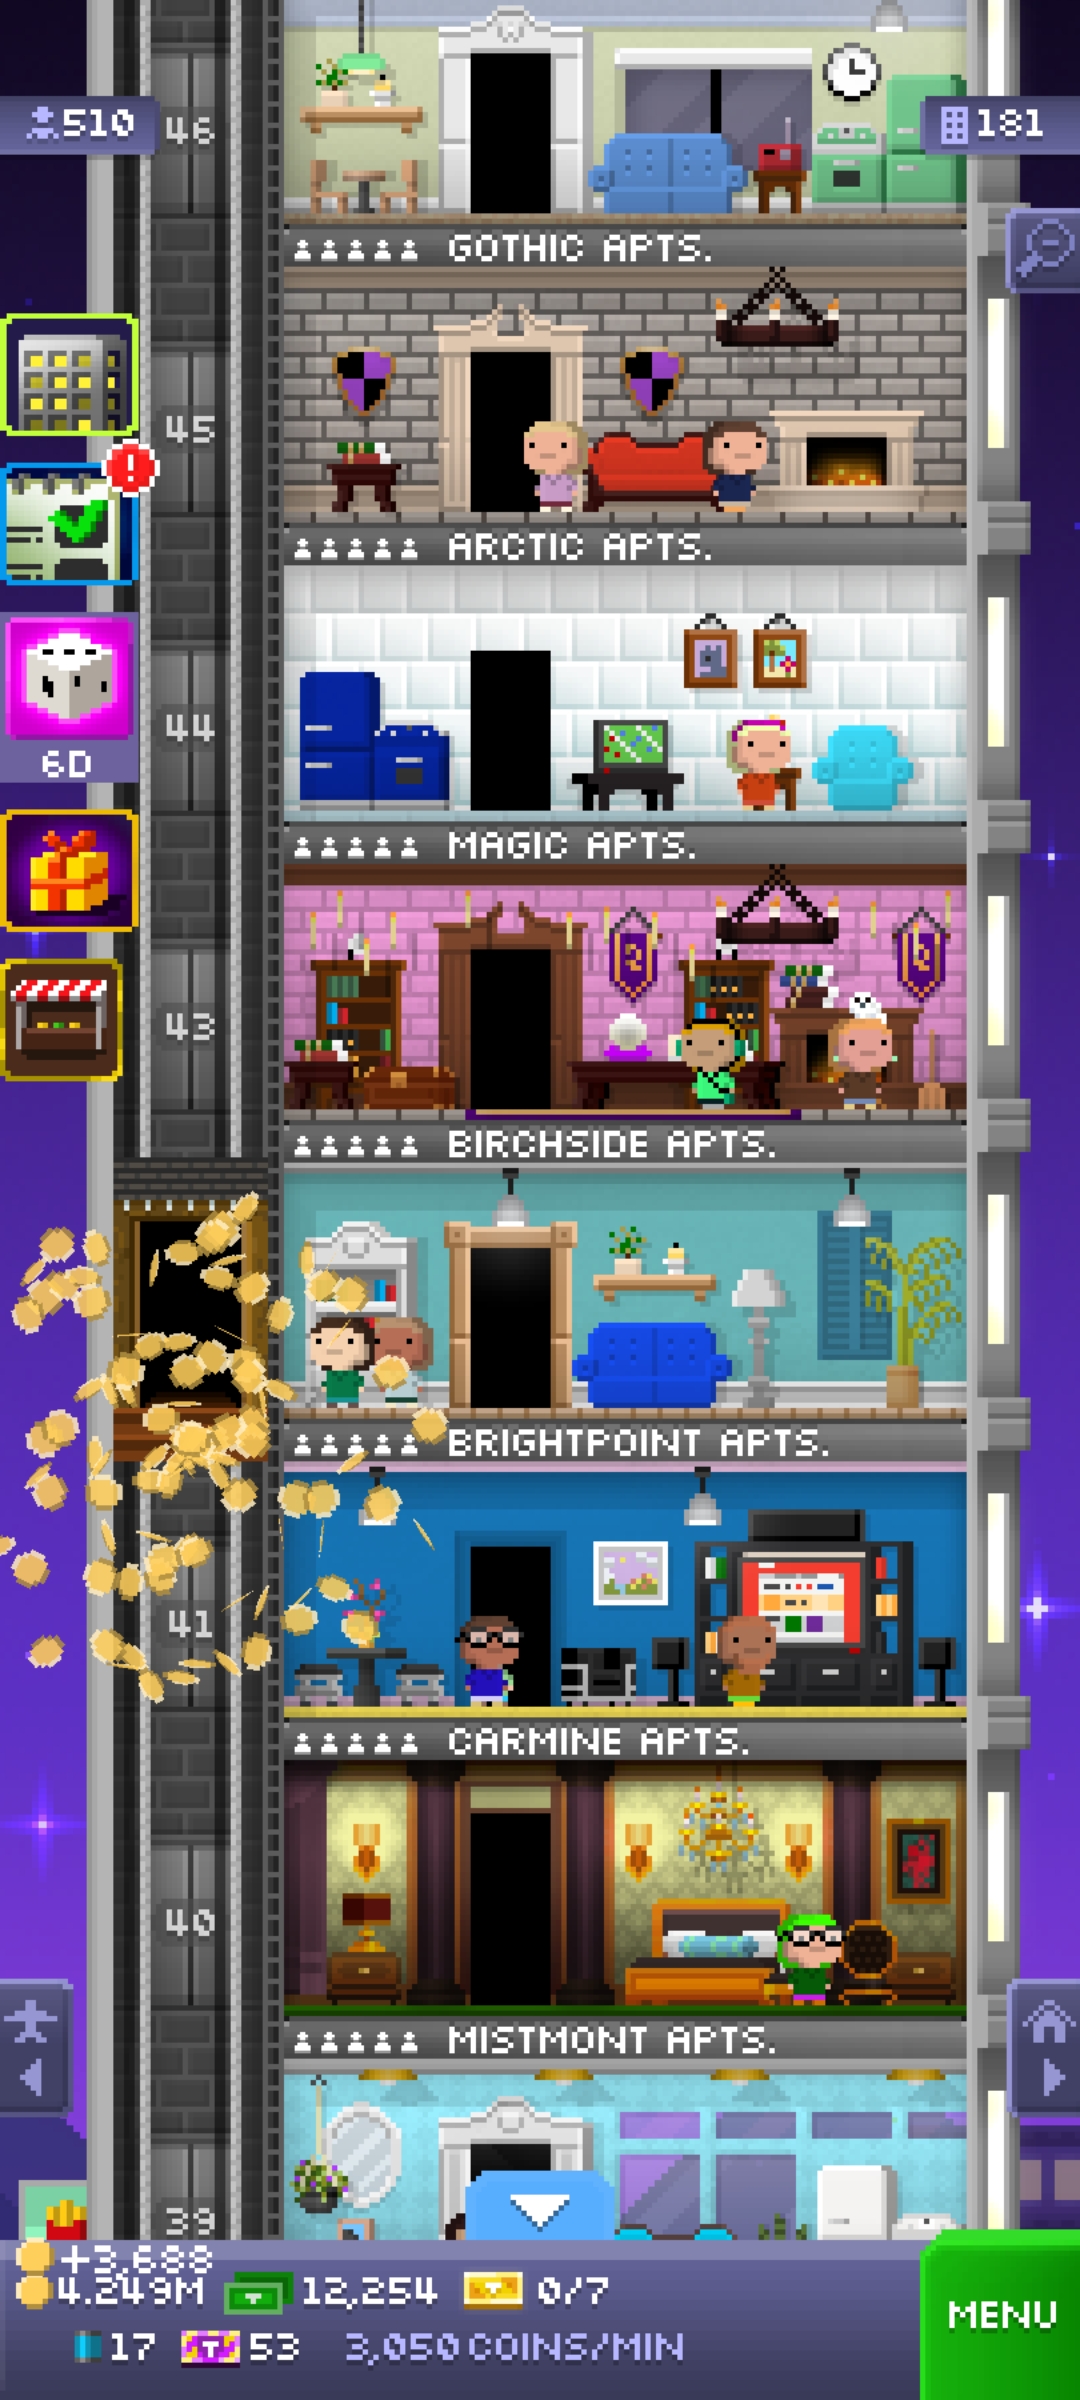 510
46
181
GOTHIC APTS.
45
!
ARCTIC APTS.
44
6D
MAGIC APTS.
43
BIRCHSIDE APTS.
BRIGHTPOINT APTS.
41
CARMINE APTS.
40
MISTMONT APTS.
39
+3,688
4.249M 12,254 0/7
17 53 3,050 COINS/MIN
MENU